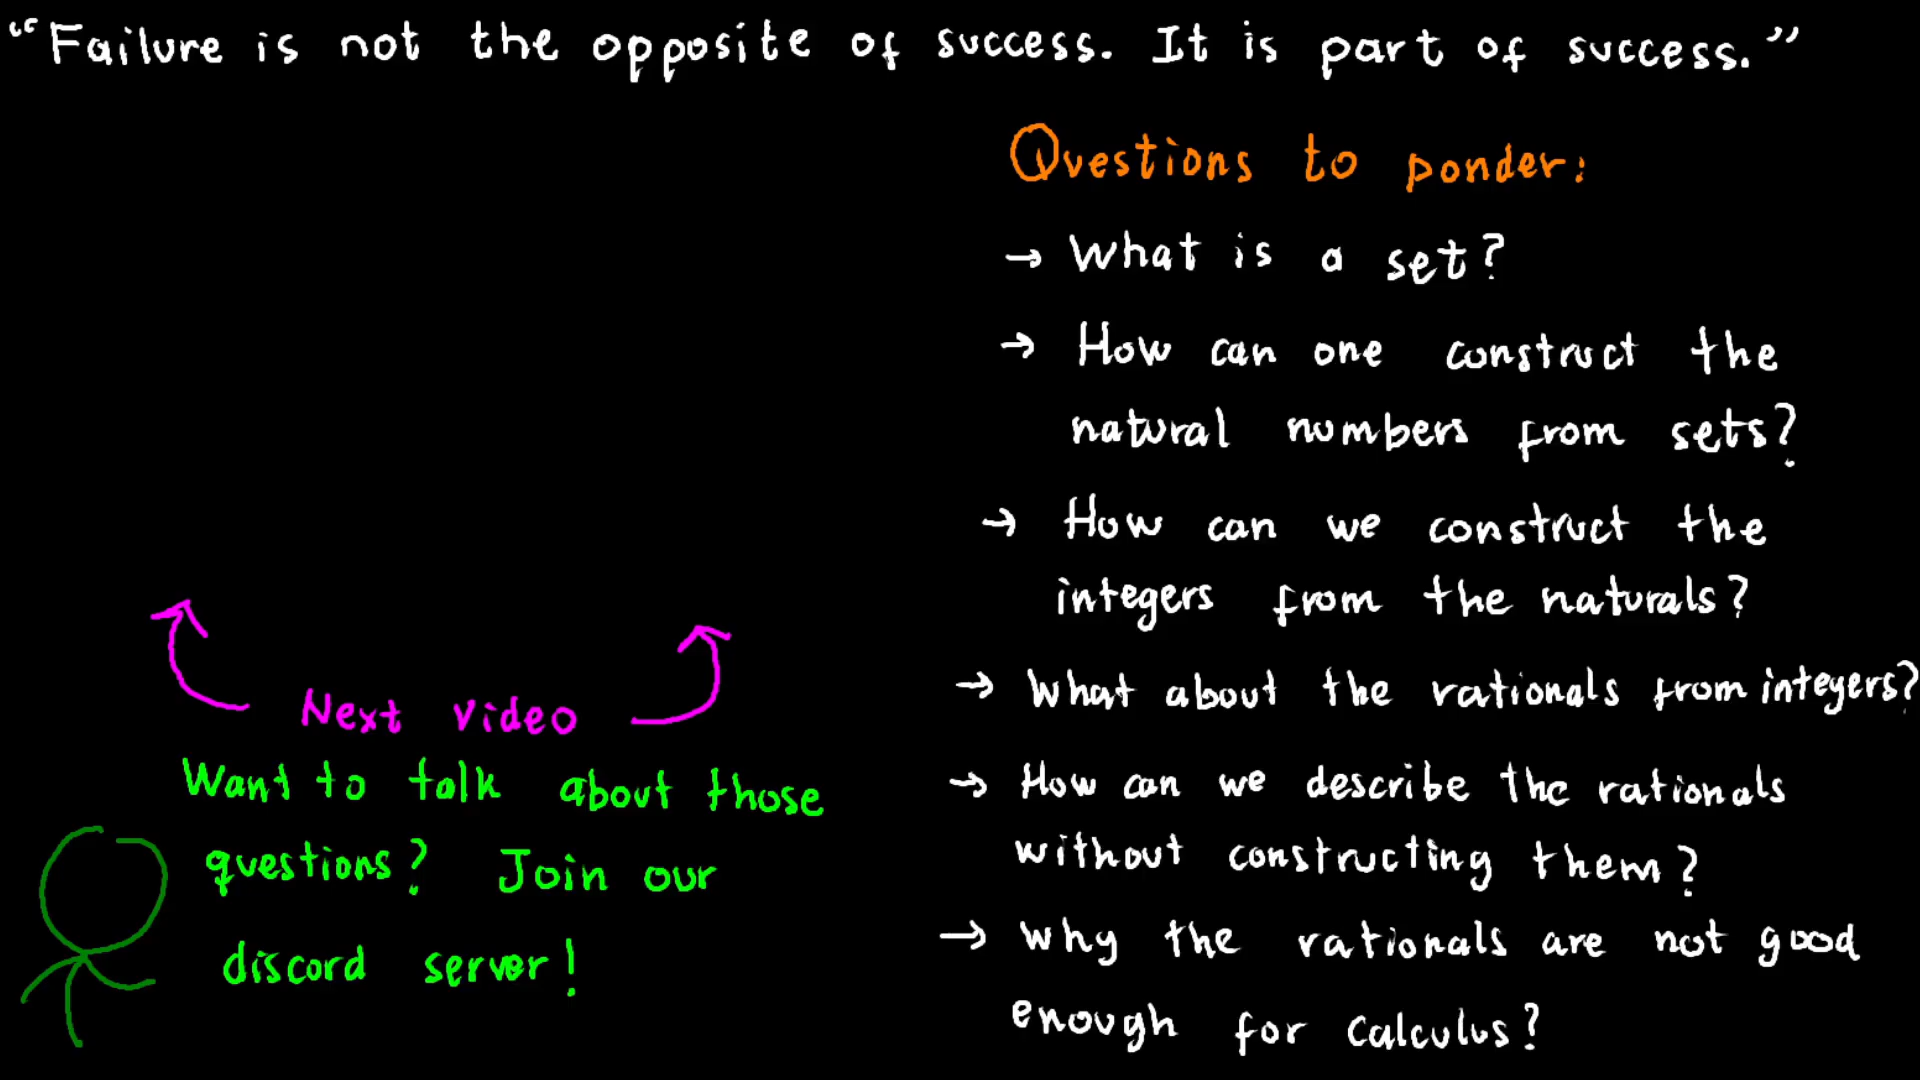 “Failure is not the opposite of success. It is part of success.”
Questions to ponder:
→ What is a set?
→ How can one construct the
natural numbers from sets?
→ How can we construct the
integers from the naturals?
→ What about the rationals from integers?
→ How can we describe the rationals
without constructing them?
→ Why the rationals are not good
enough for calculus?
Next video
Want to talk about those
questions? Join our
discord server!